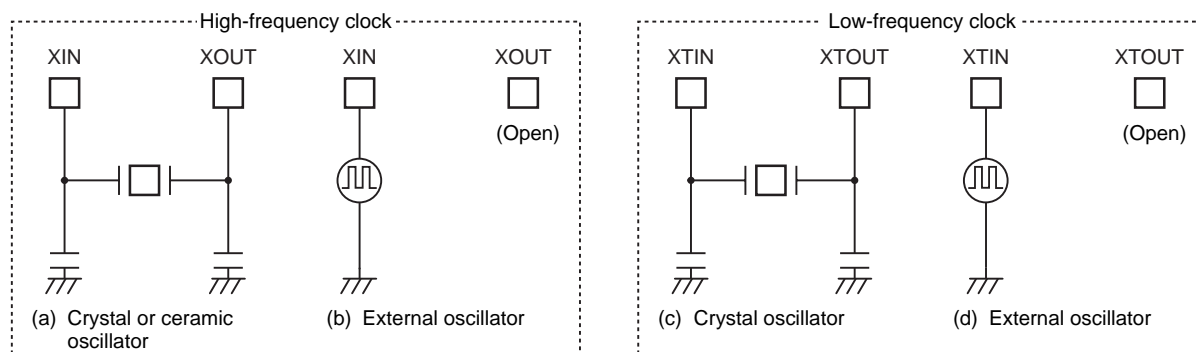 High-frequency clock
Low-frequency clock
XIN
XOUT
XIN
XOUT
XTIN
XTOUT
XTIN
XTOUT
(Open)
(Open)
(a) Crystal or ceramic
oscillator
(b) External oscillator
(c) Crystal oscillator
(d) External oscillator